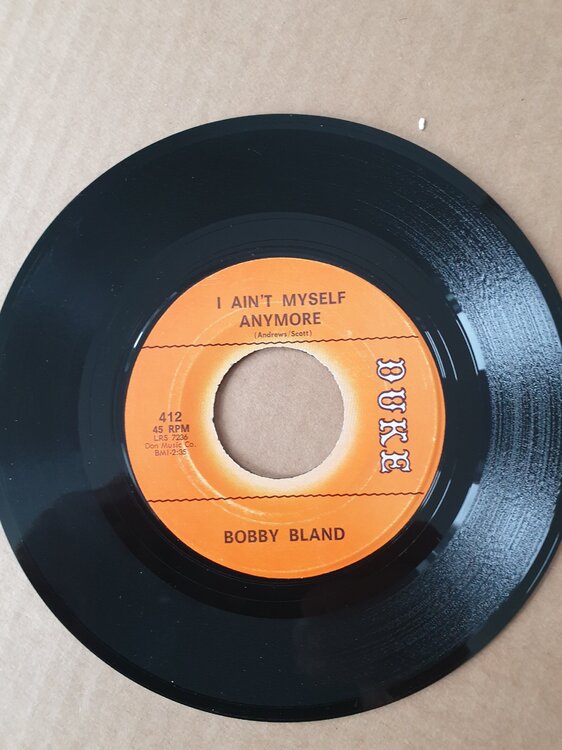 I AIN'T MYSELF
ANYMORE
(Andrews/Scott)
412
45 RPM
LRS 7236
Don Music Co.
BMI-2:35
DUKE
BOBBY BLAND